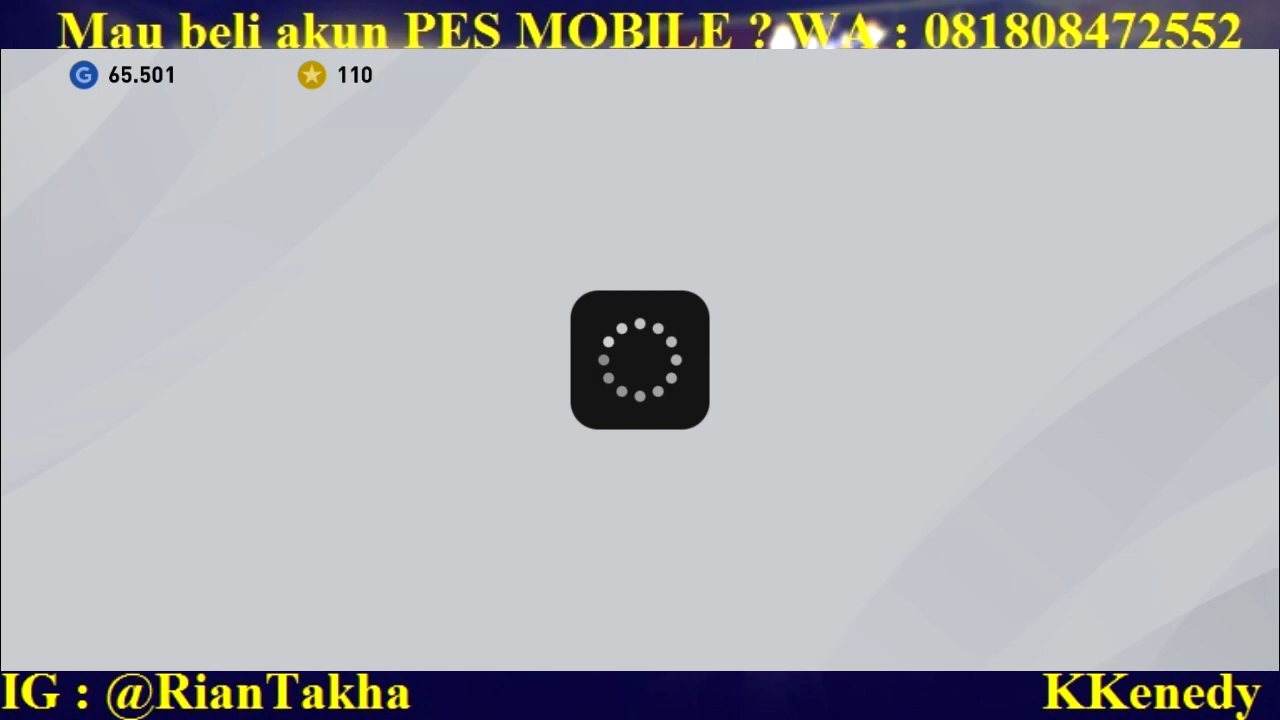 Mau beli akun PES MOBILE ? WA : 081808472552
G 65.501 110
IG : @RianTakha KKenedy